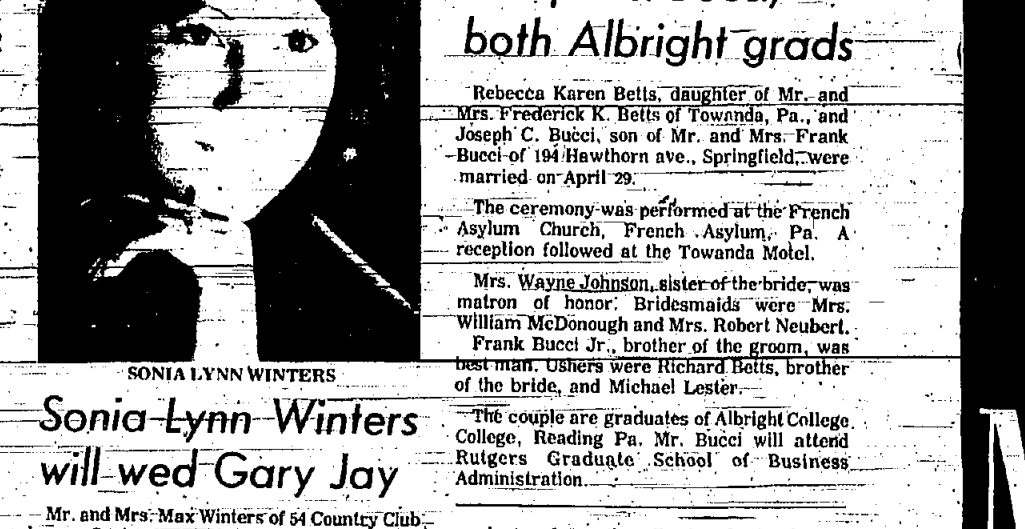 both Albright grads
Rebecca Karen Betts, daughter of Mr. and
Mrs. Frederick K. Betts of Towanda, Pa., and
Joseph C. Bucci, son of Mr. and Mrs. Frank
Bucci of 194 Hawthorn ave., Springfield, were
married on April 29.
The ceremony was performed at the French
Asylum Church, French Asylum, Pa. A
reception followed at the Towanda Motel.
Mrs. Wayne Johnson, sister of the bride, was
matron of honor. Bridesmaids were Mrs.
William McDonough and Mrs. Robert Neubert.
Frank Bucci Jr., brother of the groom, was
best man. Ushers were Richard Betts, brother
of the bride, and Michael Lester.
The couple are graduates of Albright College
College, Reading Pa. Mr. Bucci will attend
Rutgers Graduate School of Business
Administration.
SONIA LYNN WINTERS
Sonia Lynn Winters
will wed Gary Jay
Mr. and Mrs. Max Winters of 54 Country Club